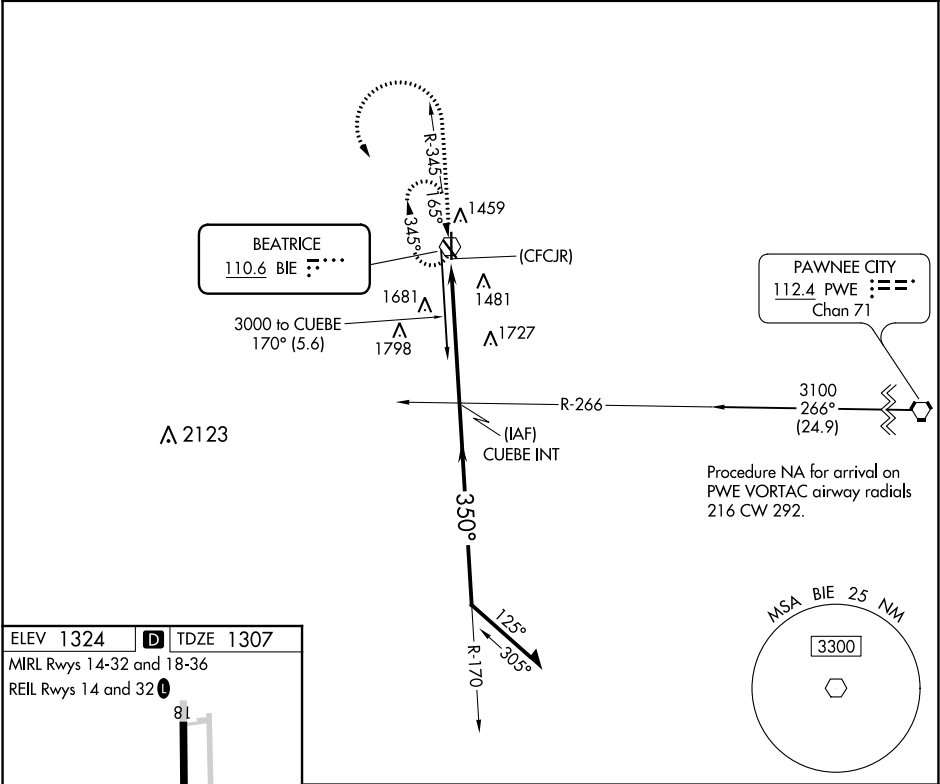 R-345
165°
345°
1459
BEATRICE
110.6 BIE
(CFCJR)
1681
1481
3000 to CUEBE
170° (5.6)
1798
1727
PAWNEE CITY
112.4 PWE
Chan 71
R-266
3100
266°
(24.9)
(IAF)
CUEBE INT
2123
Procedure NA for arrival on
PWE VORTAC airway radials
216 CW 292.
350°
125°
305°
R-170
MSA BIE 25 NM
3300
ELEV 1324 D TDZE 1307
MIRL Rwys 14-32 and 18-36
REIL Rwys 14 and 32 L
18